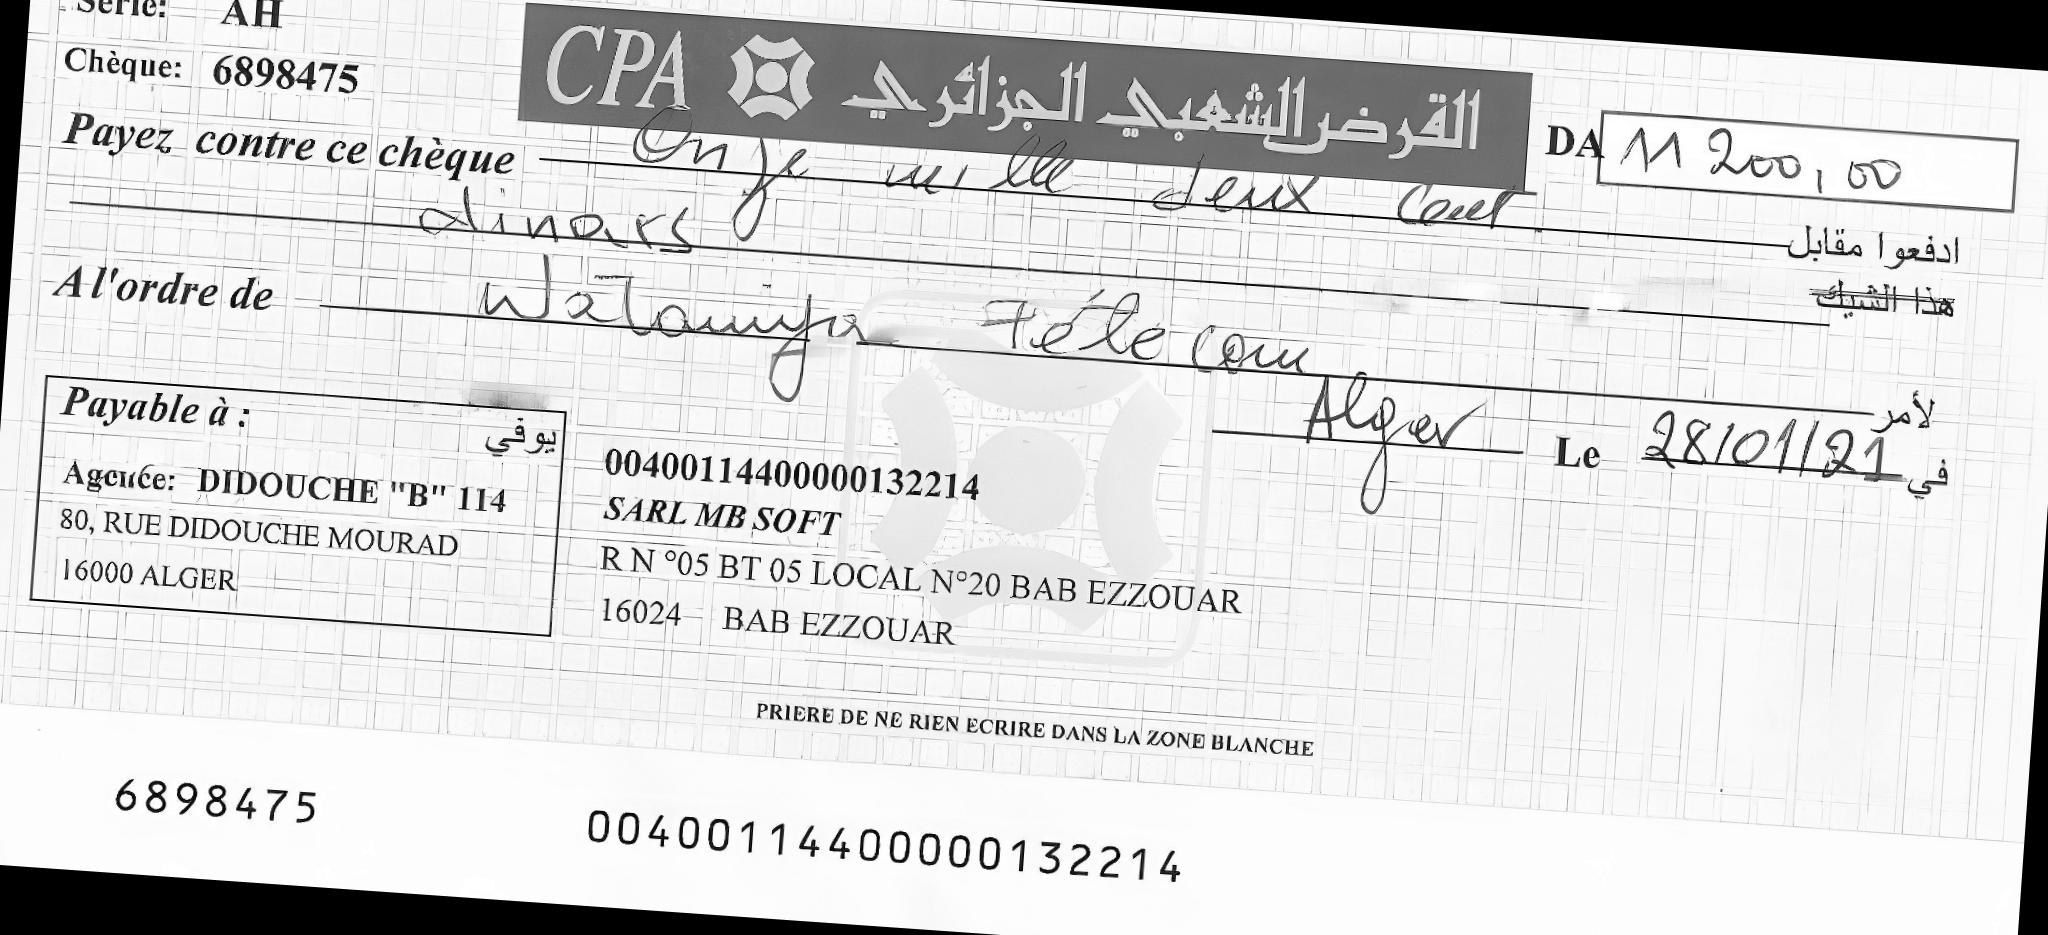 Série: AH
CPA القرض الشعبي الجزائري
Chèque: 6898475
DA 11 200,00
Payez contre ce chèque Onze mille deux cent
ادفعوا مقابل
dinars
هذا الشيك
A l'ordre de Wataniya Télecom
لأمر
Alger Le 28/01/21 في
Payable à :
يوفي
Agence: DIDOUCHE "B" 114
80, RUE DIDOUCHE MOURAD
16000 ALGER
00400114400000132214
SARL MB SOFT
R N °05 BT 05 LOCAL N°20 BAB EZZOUAR
16024 BAB EZZOUAR
PRIERE DE NE RIEN ECRIRE DANS LA ZONE BLANCHE
6898475 00400114400000132214